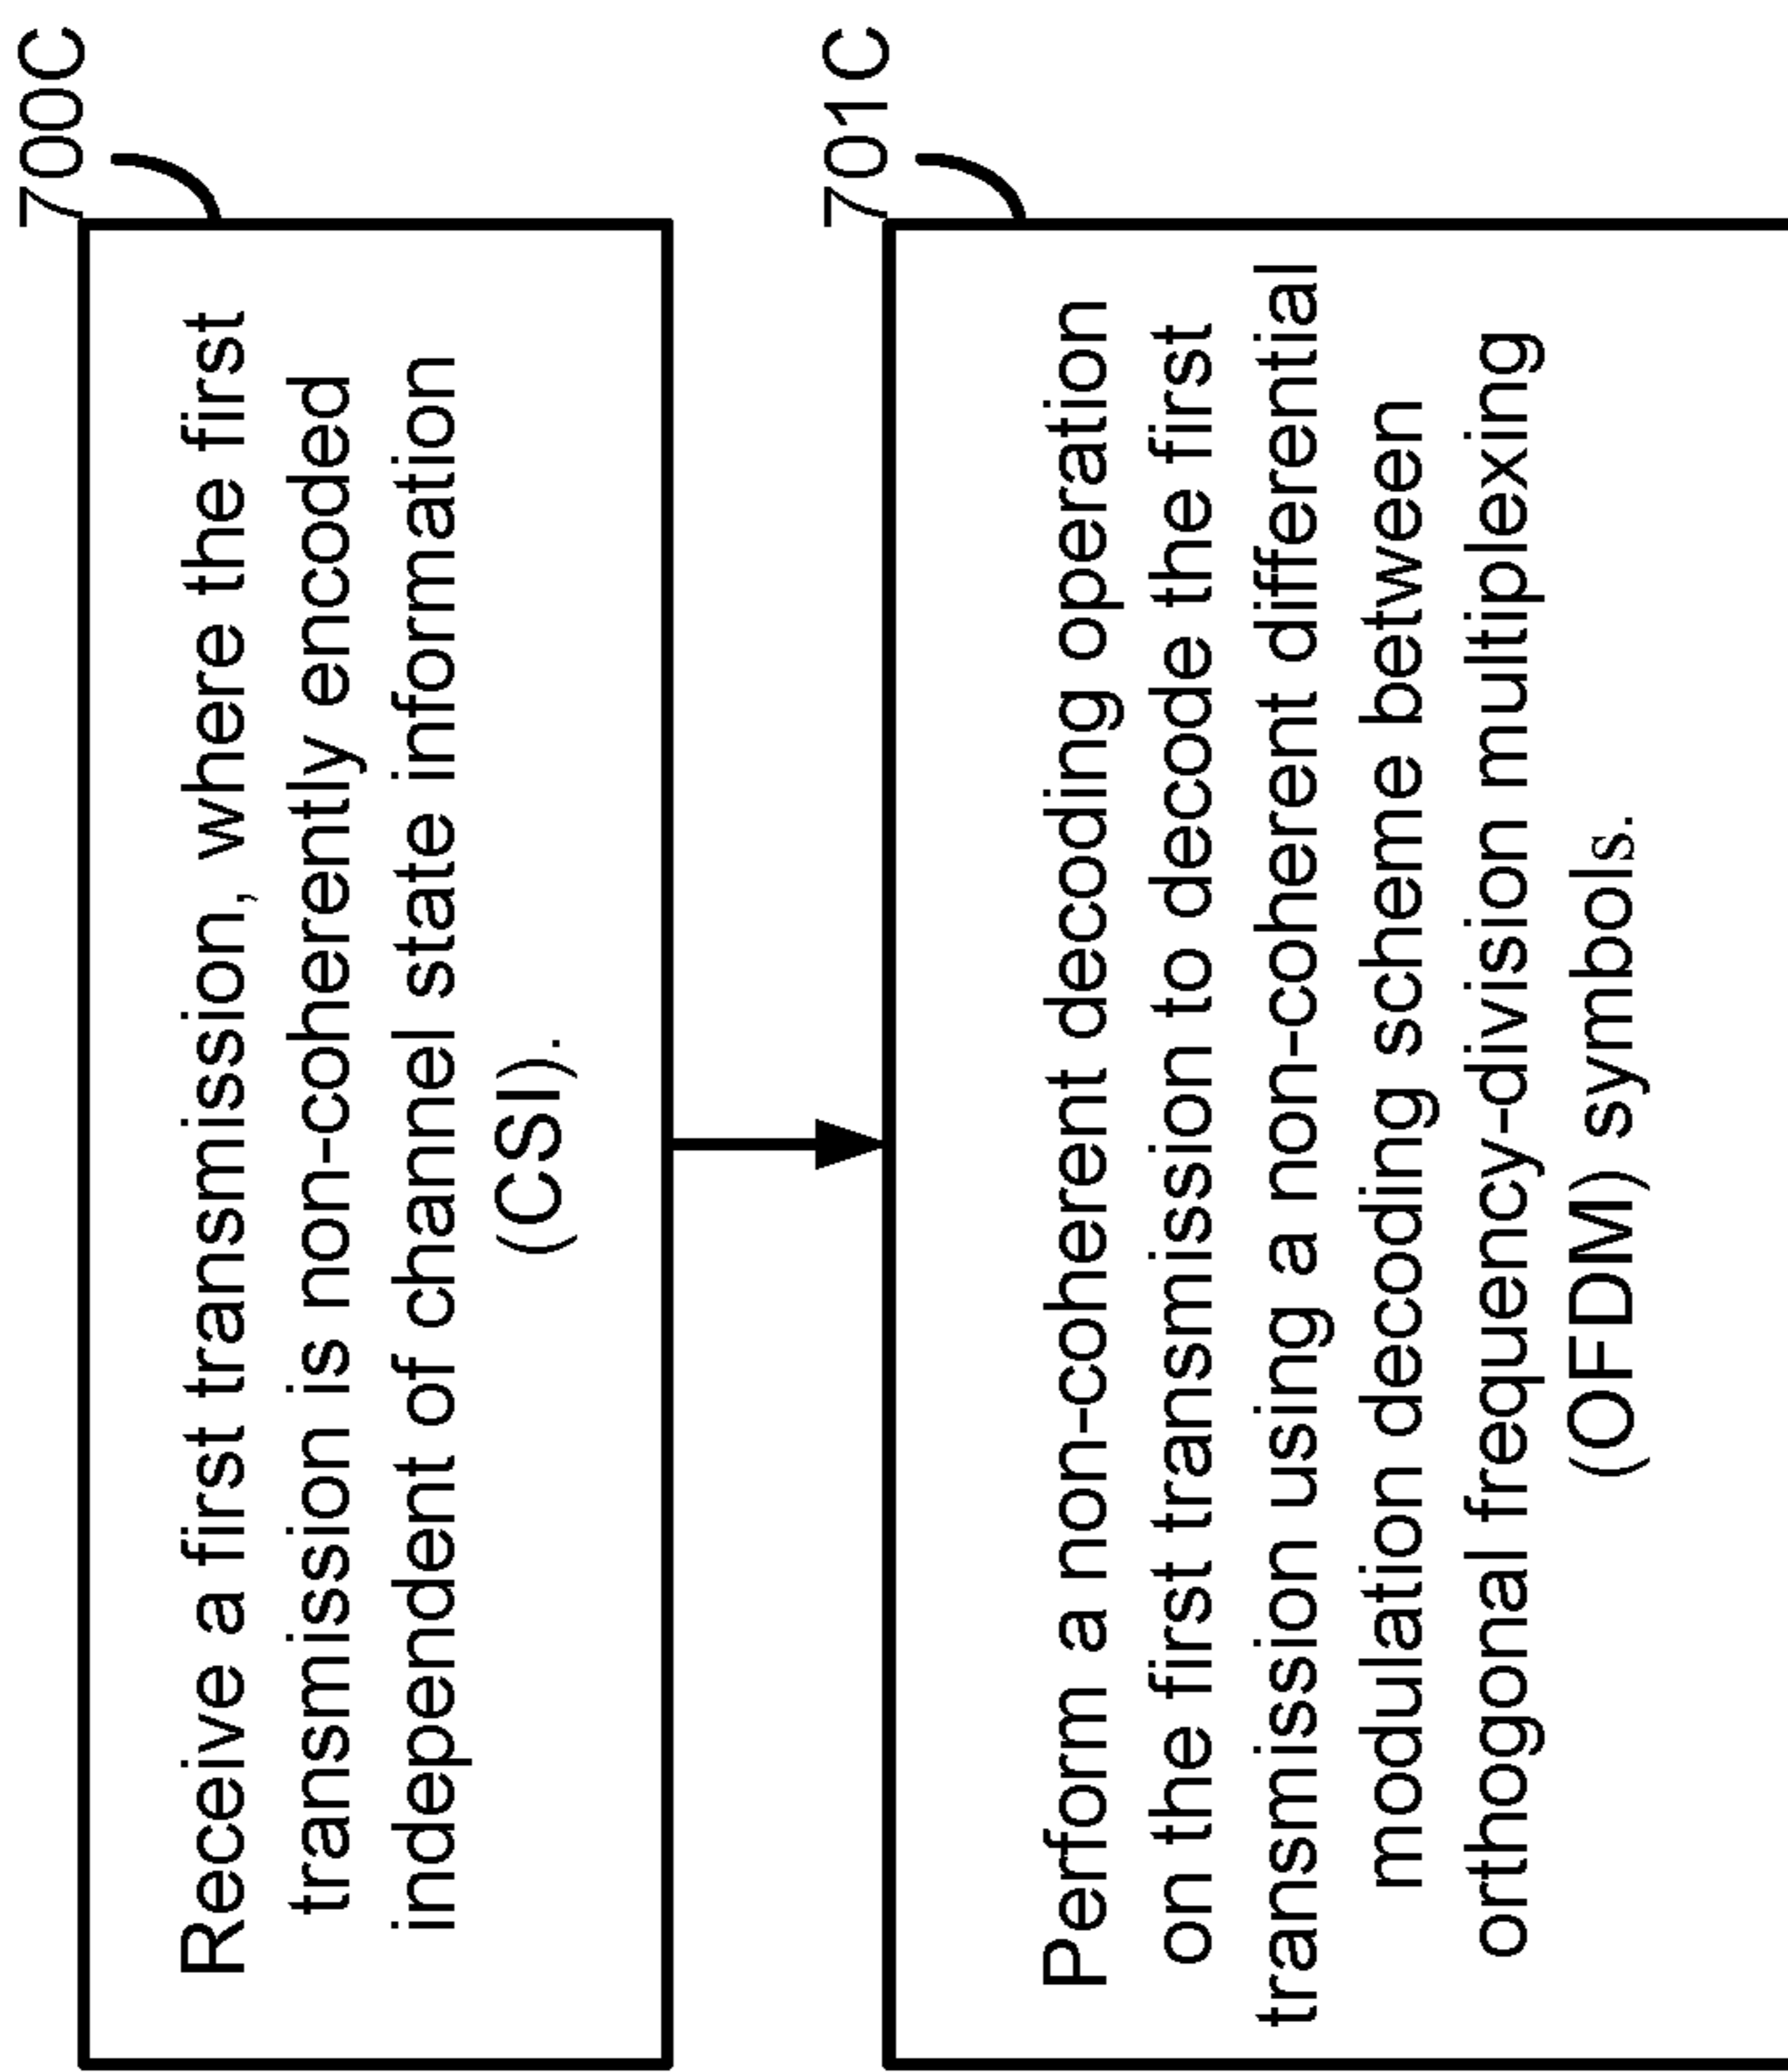 700C
Receive a first transmission, where the first
transmission is non-coherently encoded
independent of channel state information
(CSI).
701C
Perform a non-coherent decoding operation
on the first transmission to decode the first
transmission using a non-coherent differential
modulation decoding scheme between
orthogonal frequency-division multiplexing
(OFDM) symbols.